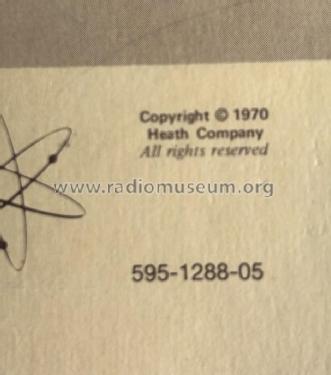 Copyright © 1970
Heath Company
All rights reserved
www.radiomuseum.org
595-1288-05